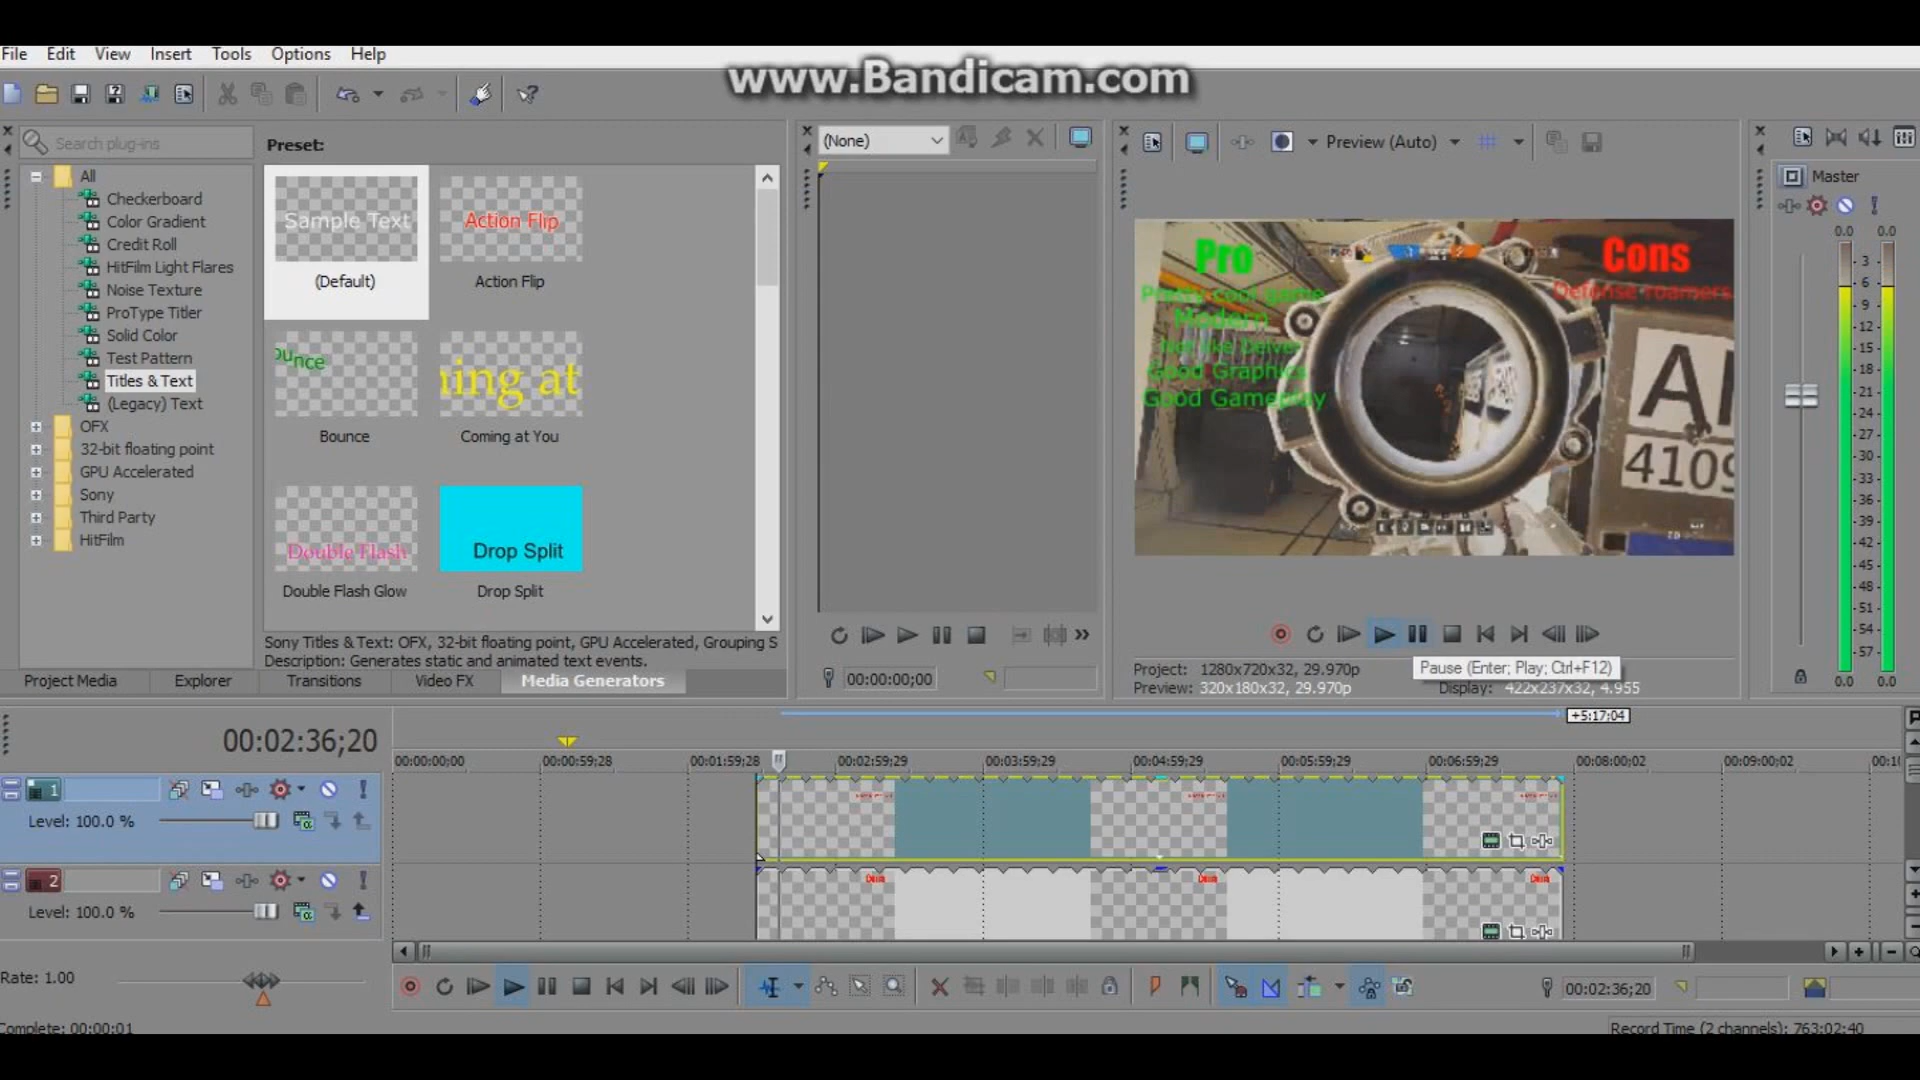 File Edit View Insert Tools Options Help
www.Bandicam.com
Search plug-ins
Preset:
(None)
Preview (Auto)
Master
All
Checkerboard
Color Gradient
Credit Roll
HitFilm Light Flares
Noise Texture
ProType Titler
Solid Color
Test Pattern
Titles & Text
(Legacy) Text
OFX
32-bit floating point
GPU Accelerated
Sony
Third Party
HitFilm
Sample Text
(Default)
Action Flip
Action Flip
ounce
Bounce
ning at
Coming at You
Double Flash
Double Flash Glow
Drop Split
Drop Split
Sony Titles & Text: OFX, 32-bit floating point, GPU Accelerated, Grouping S
Description: Generates static and animated text events.
Project Media Explorer Transitions Video FX Media Generators
00:00:00;00
Pro
Pretty cool game
Modern
Good Graphics
Good Gameplay
Cons
Defense roamers
4109
Project: 1280x720x32, 29.970p
Preview: 320x180x32, 29.970p
Pause (Enter; Play; Ctrl+F12)
Display: 422x237x32, 4.955
0.0 0.0
3
6
9
12
15
18
21
24
27
30
33
36
39
42
45
48
51
54
57
0.0 0.0
+5:17:04
00:02:36;20
00:00:00;00 00:00:59;28 00:01:59;28 00:02:59;29 00:03:59;29 00:04:59;29 00:05:59;29 00:06:59;29 00:08:00;02 00:09:00;02 00:10
1
Level: 100.0 %
2
Level: 100.0 %
Rate: 1.00
00:02:36;20
Complete: 00:00:01
Record Time (2 channels): 763:02:40